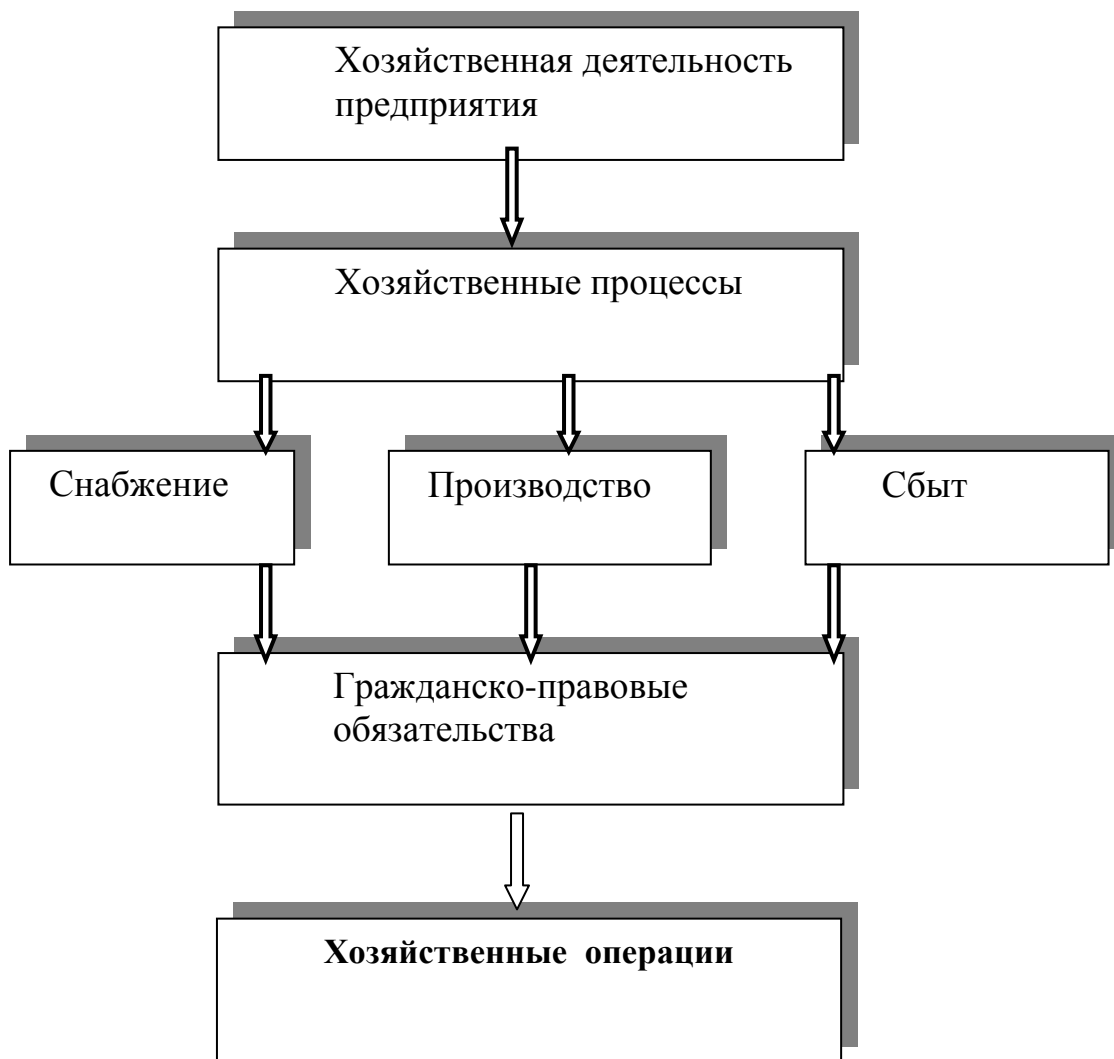 Хозяйственная деятельность
предприятия
Хозяйственные процессы
Снабжение
Производство
Сбыт
Гражданско-правовые
обязательства
Хозяйственные операции